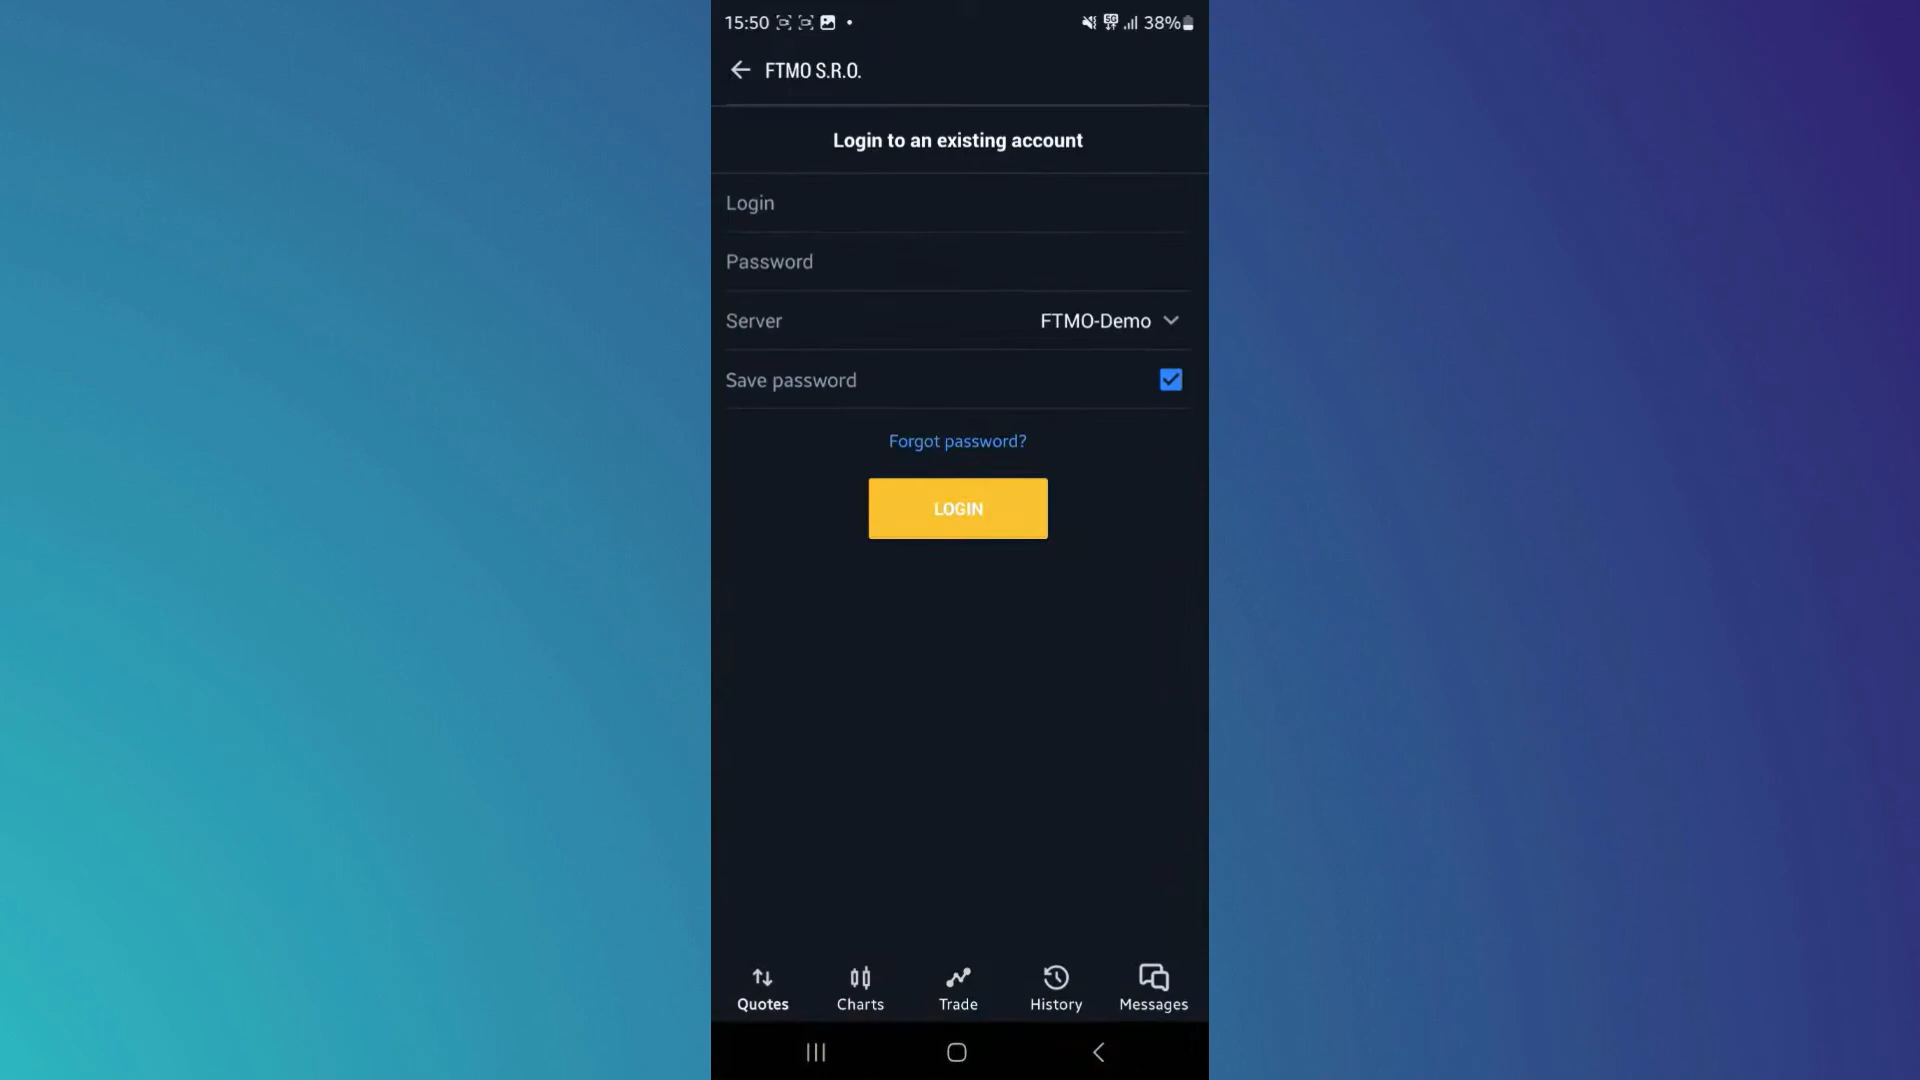 15:50 5G 38%
FTMO S.R.O.
Login to an existing account
Login
Password
Server FTMO-Demo
Save password
Forgot password?
LOGIN
Quotes Charts Trade History Messages